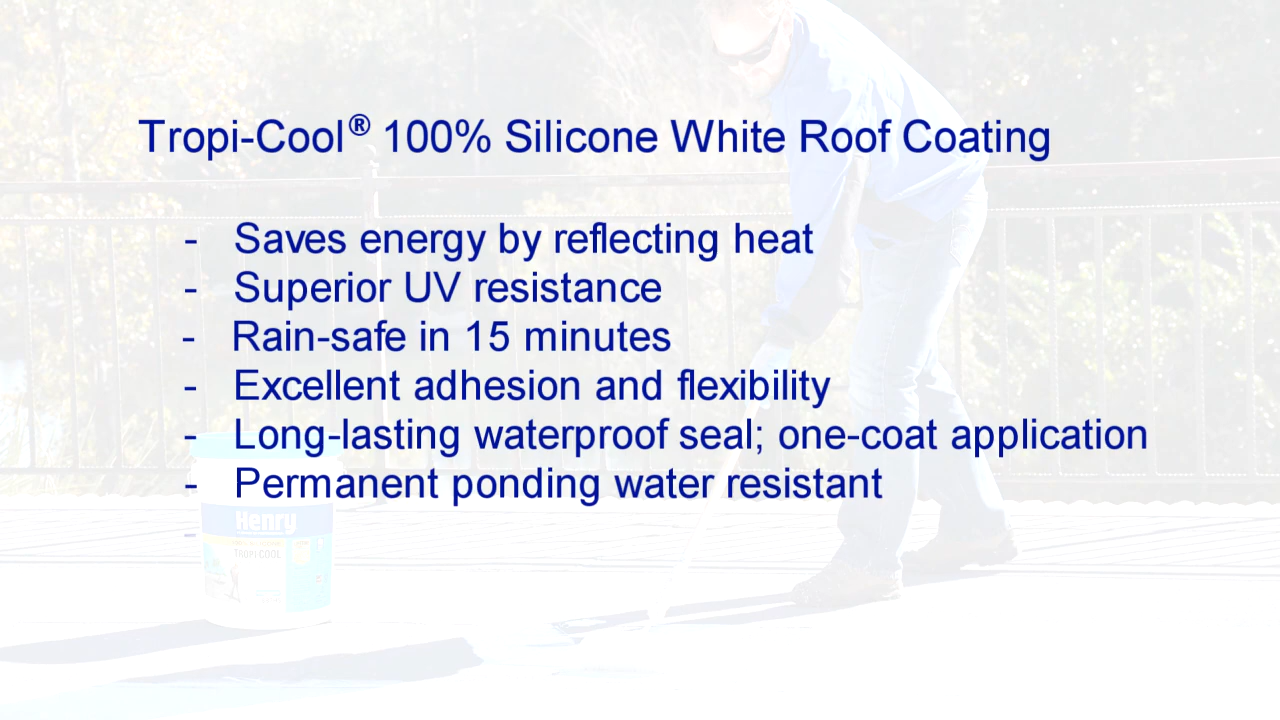 Tropi-Cool® 100% Silicone White Roof Coating
- Saves energy by reflecting heat
- Superior UV resistance
- Rain-safe in 15 minutes
- Excellent adhesion and flexibility
- Long-lasting waterproof seal; one-coat application
- Permanent ponding water resistant
-
Henry
TROPI-COOL